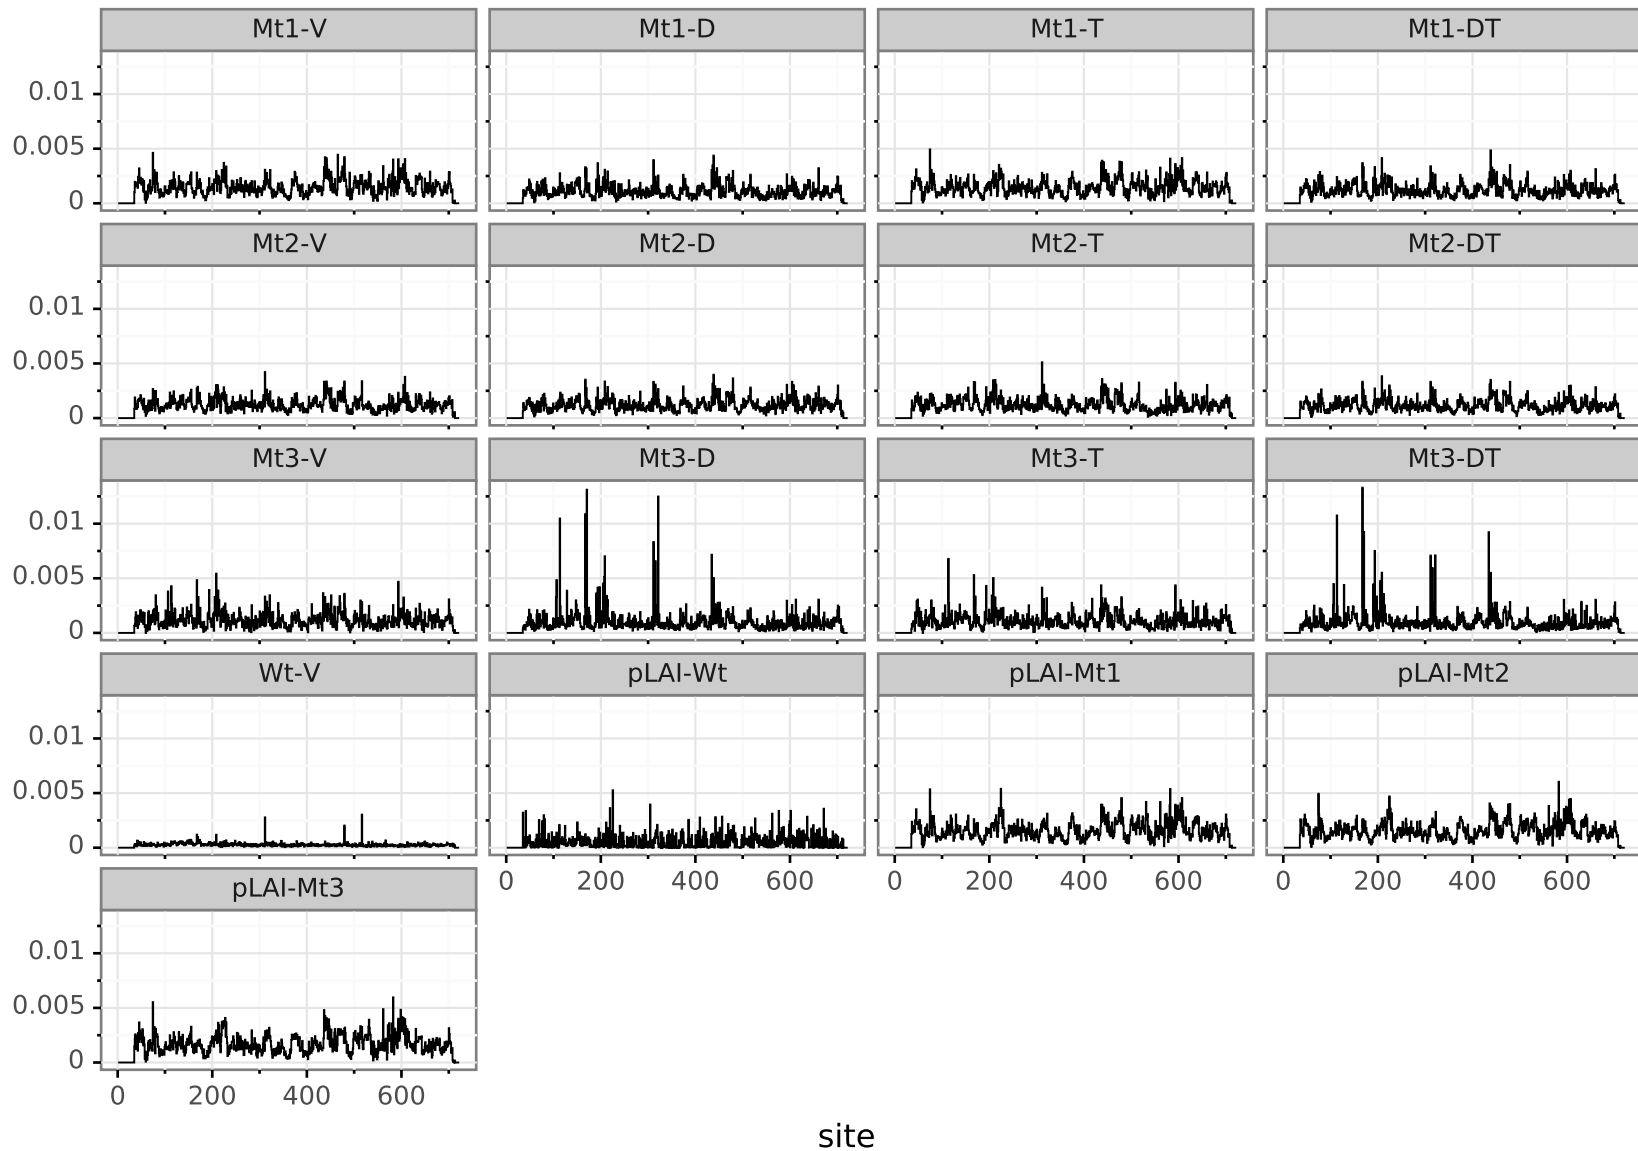 Mt1-V Mt1-D Mt1-T Mt1-DT
0.01
0.005
0
Mt2-V Mt2-D Mt2-T Mt2-DT
0.01
0.005
0
Mt3-V Mt3-D Mt3-T Mt3-DT
0.01
0.005
0
Wt-V pLAI-Wt pLAI-Mt1 pLAI-Mt2
0.01
0.005
0
0 200 400 600 0 200 400 600 0 200 400 600
pLAI-Mt3
0.01
0.005
0
0 200 400 600
site